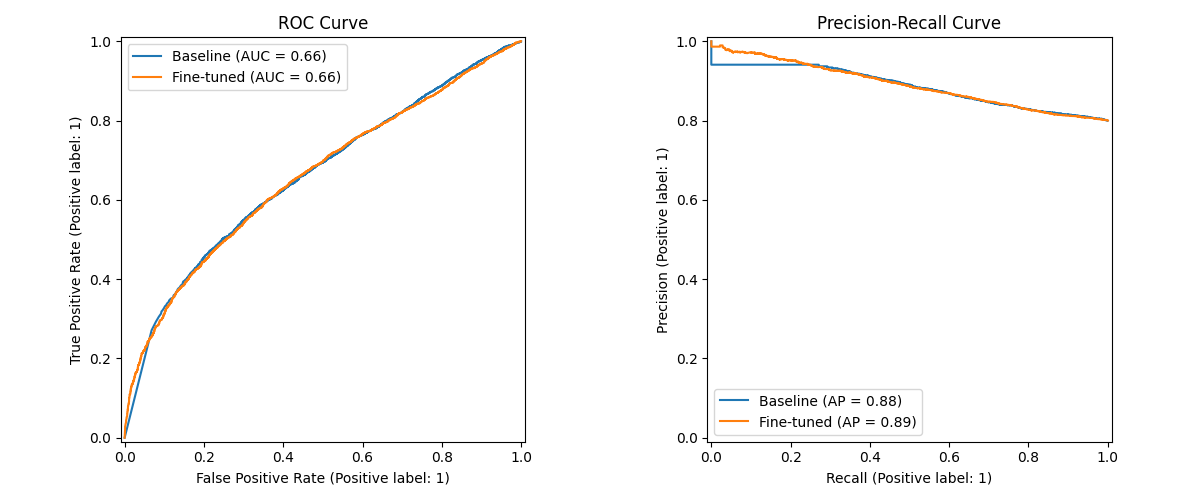 ROC Curve
1.0
0.8
0.6
0.4
0.2
0.0
True Positive Rate (Positive label: 1)
Baseline (AUC = 0.66)
Fine-tuned (AUC = 0.66)
0.0 0.2 0.4 0.6 0.8 1.0
False Positive Rate (Positive label: 1)
Precision-Recall Curve
1.0
0.8
0.6
0.4
0.2
0.0
Precision (Positive label: 1)
Baseline (AP = 0.88)
Fine-tuned (AP = 0.89)
0.0 0.2 0.4 0.6 0.8 1.0
Recall (Positive label: 1)